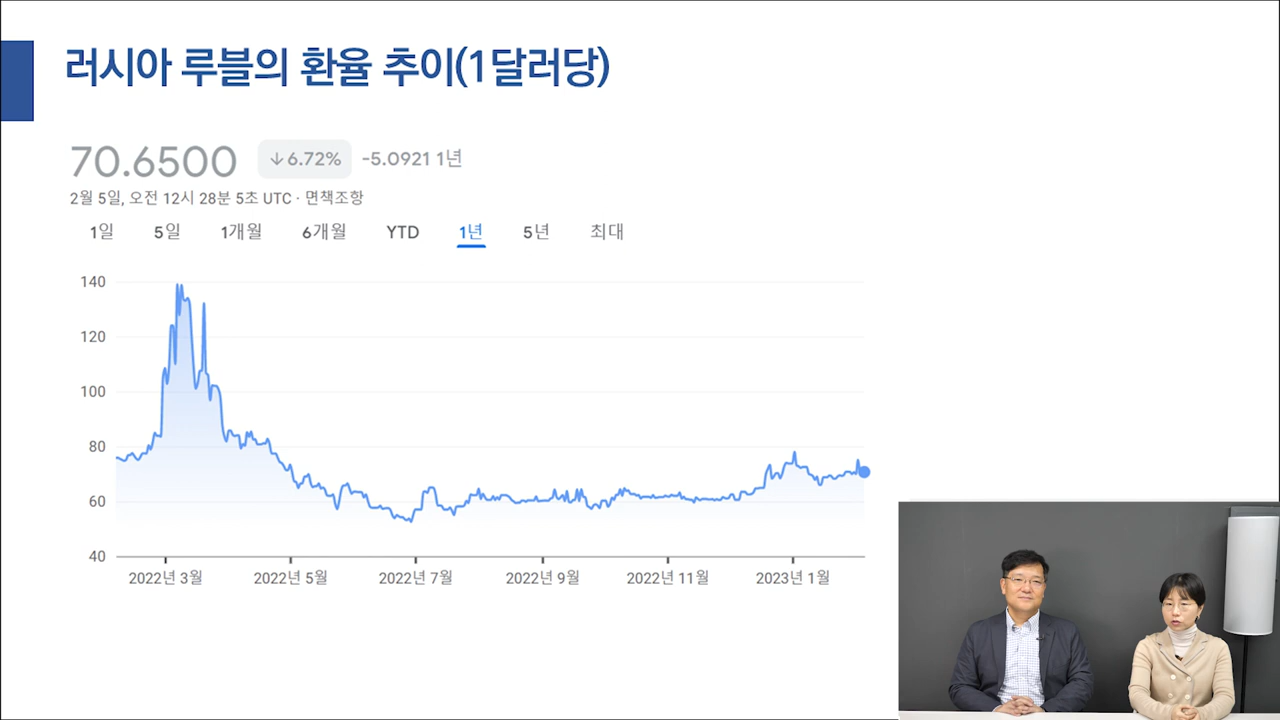 러시아 루블의 환율 추이(1달러당)
70.6500 ↓6.72% -5.0921 1년
2월 5일, 오전 12시 28분 5초 UTC · 면책조항
1일 5일 1개월 6개월 YTD 1년 5년 최대
140
120
100
80
60
40
2022년 3월 2022년 5월 2022년 7월 2022년 9월 2022년 11월 2023년 1월